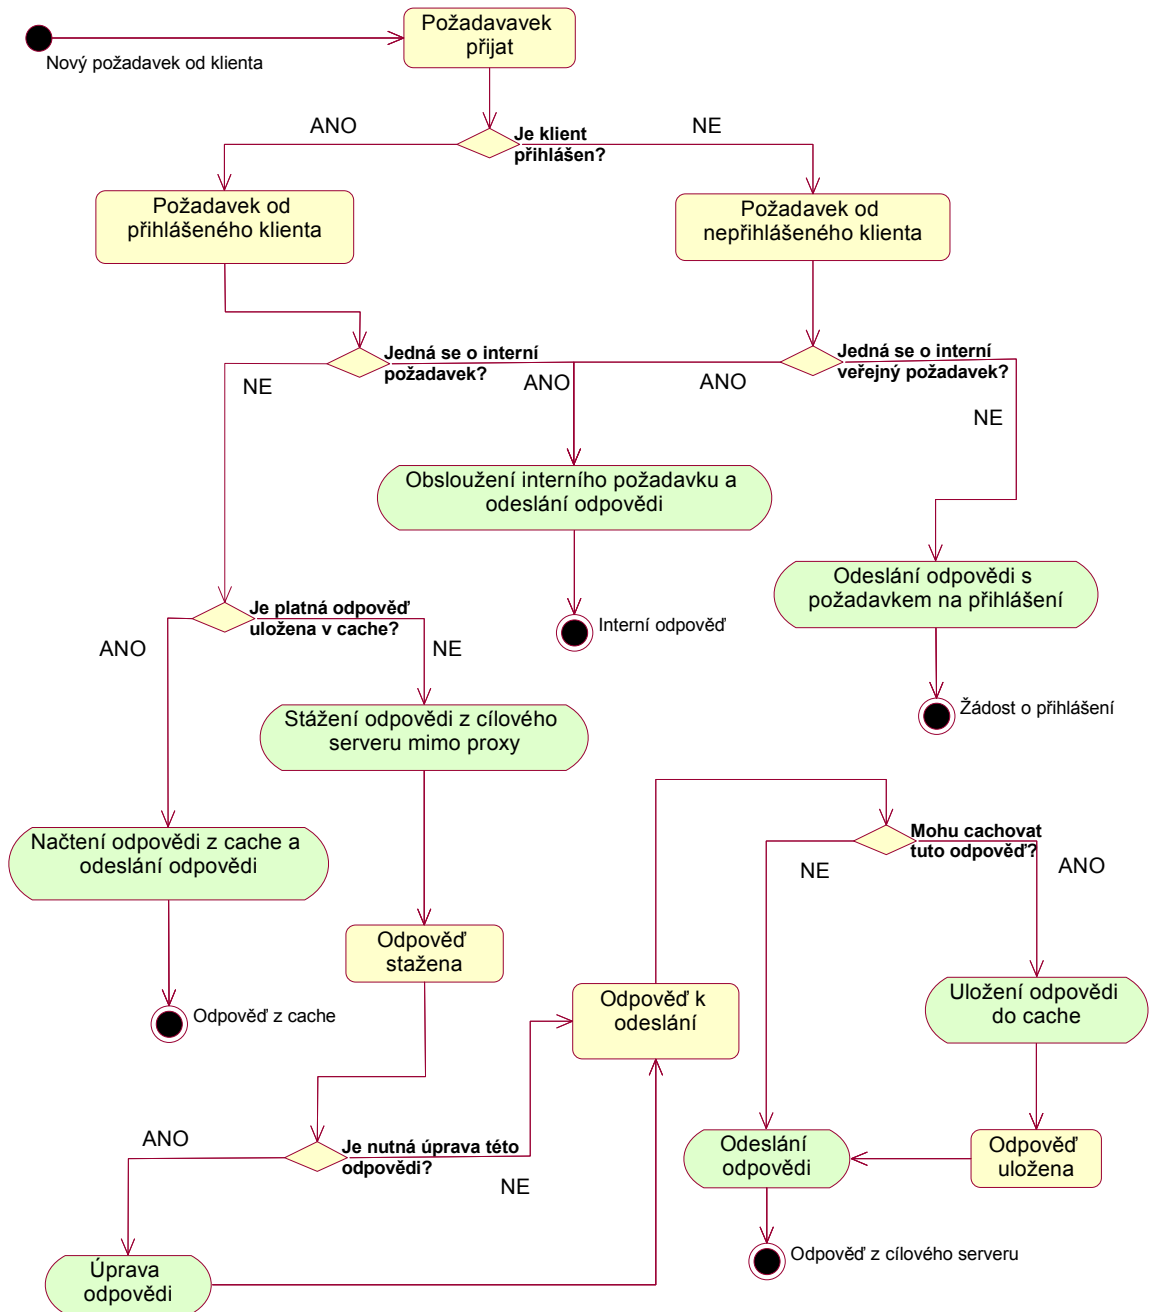 Požadavavek
přijat
Nový požadavek od klienta
ANO
Je klient
přihlášen?
NE
Požadavek od
přihlášeného klienta
Požadavek od
nepřihlášeného klienta
Jedná se o interní
požadavek?
NE
ANO
ANO
Jedná se o interní
veřejný požadavek?
NE
Obsloužení interního požadavku a
odeslání odpovědi
Odeslání odpovědi s
požadavkem na přihlášení
Je platná odpověď
uložena v cache?
ANO
NE
Interní odpověď
Stážení odpovědi z cílového
serveru mimo proxy
Žádost o přihlášení
Načtení odpovědi z cache a
odeslání odpovědi
Mohu cachovat
tuto odpověď?
NE
ANO
Odpověď
stažena
Odpověď z cache
Odpověď k
odeslání
Uložení odpovědi
do cache
ANO
Je nutná úprava této
odpovědi?
NE
Odeslání
odpovědi
Odpověď
uložena
Odpověď z cílového serveru
Úprava
odpovědi